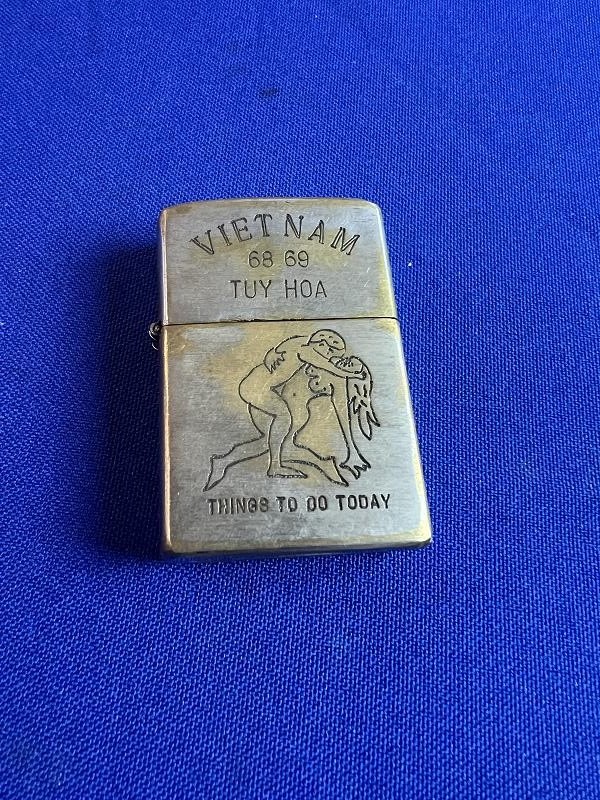 VIETNAM
68 69
TUY HOA
THINGS TO DO TODAY